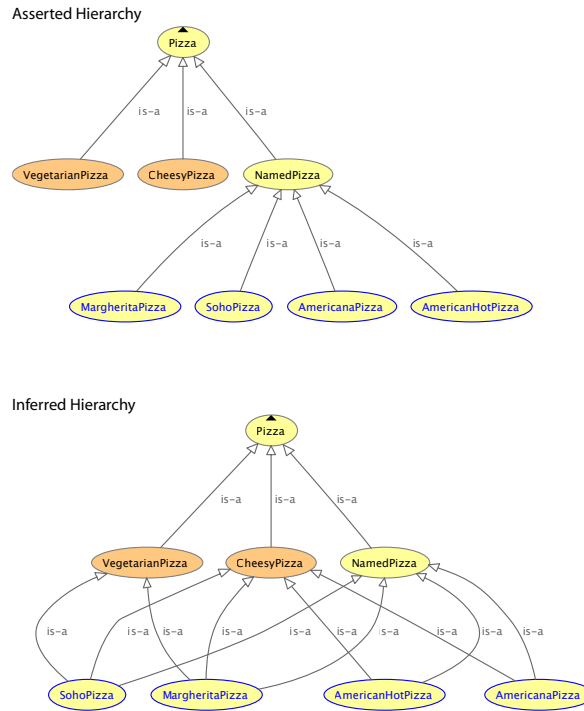 Asserted Hierarchy
Pizza
is-a is-a is-a
VegetarianPizza CheesyPizza NamedPizza
is-a is-a is-a is-a
MargheritaPizza SohoPizza AmericanaPizza AmericanHotPizza
Inferred Hierarchy
Pizza
is-a is-a is-a
VegetarianPizza CheesyPizza NamedPizza
is-a is-a is-a is-a is-a is-a is-a is-a is-a
SohoPizza MargheritaPizza AmericanHotPizza AmericanaPizza